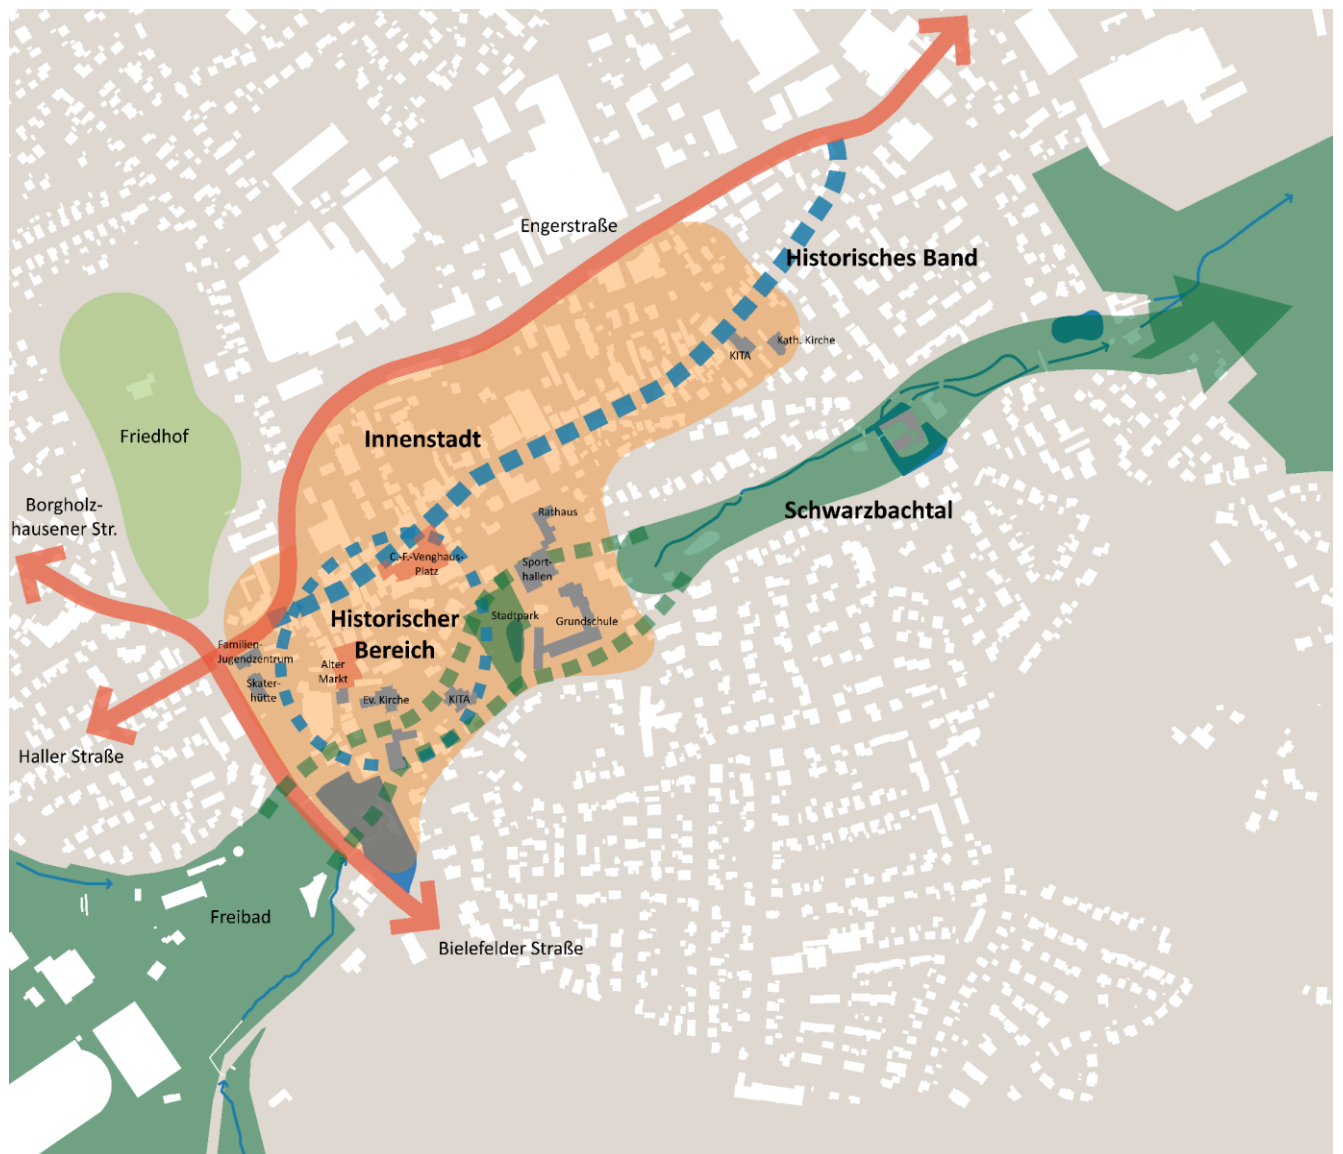 Engerstraße
Historisches Band
Kath. Kirche
KITA
Friedhof
Innenstadt
Borgholz-
hausener Str.
Schwarzbachtal
Rathaus
C.-F.-Venghaus-
Platz
Sport-
hallen
Historischer
Bereich
Stadtpark
Grundschule
Familien-
Jugendzentrum
Alter
Markt
Skater-
hütte
Ev. Kirche
KITA
Haller Straße
Freibad
Bielefelder Straße